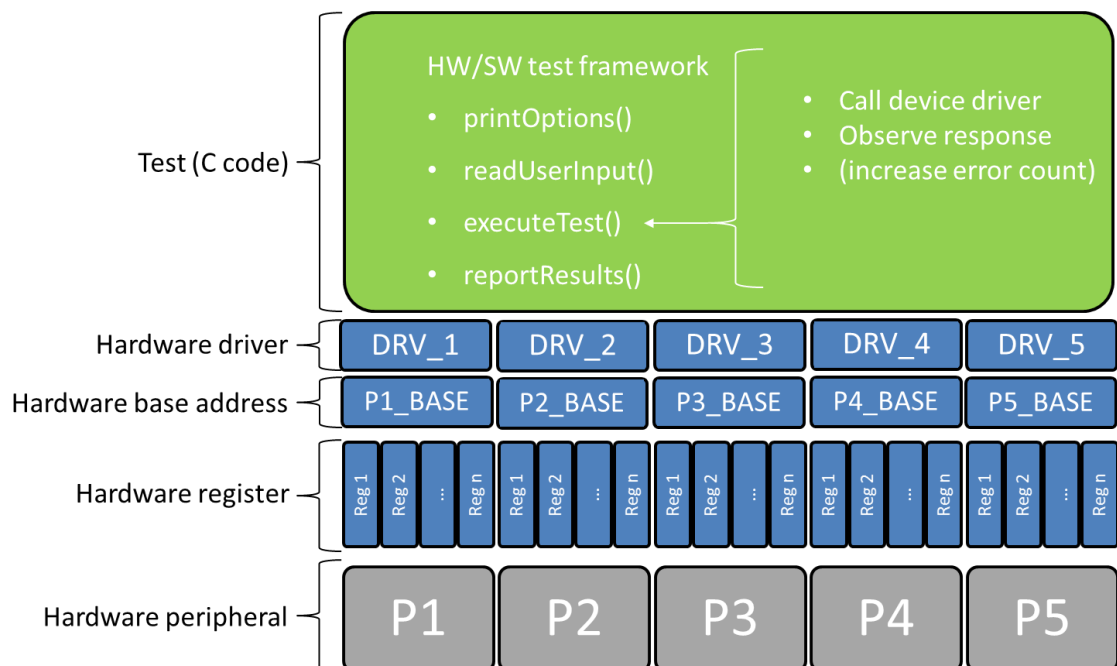 Test (C code)
HW/SW test framework
• printOptions()
• readUserInput()
• executeTest()
• reportResults()
• Call device driver
• Observe response
• (increase error count)
Hardware driver
DRV_1 DRV_2 DRV_3 DRV_4 DRV_5
Hardware base address
P1_BASE P2_BASE P3_BASE P4_BASE P5_BASE
Hardware register
Reg 1 Reg 2 ... Reg n Reg 1 Reg 2 ... Reg n Reg 1 Reg 2 ... Reg n Reg 1 Reg 2 ... Reg n Reg 1 Reg 2 ... Reg n
Hardware peripheral
P1 P2 P3 P4 P5